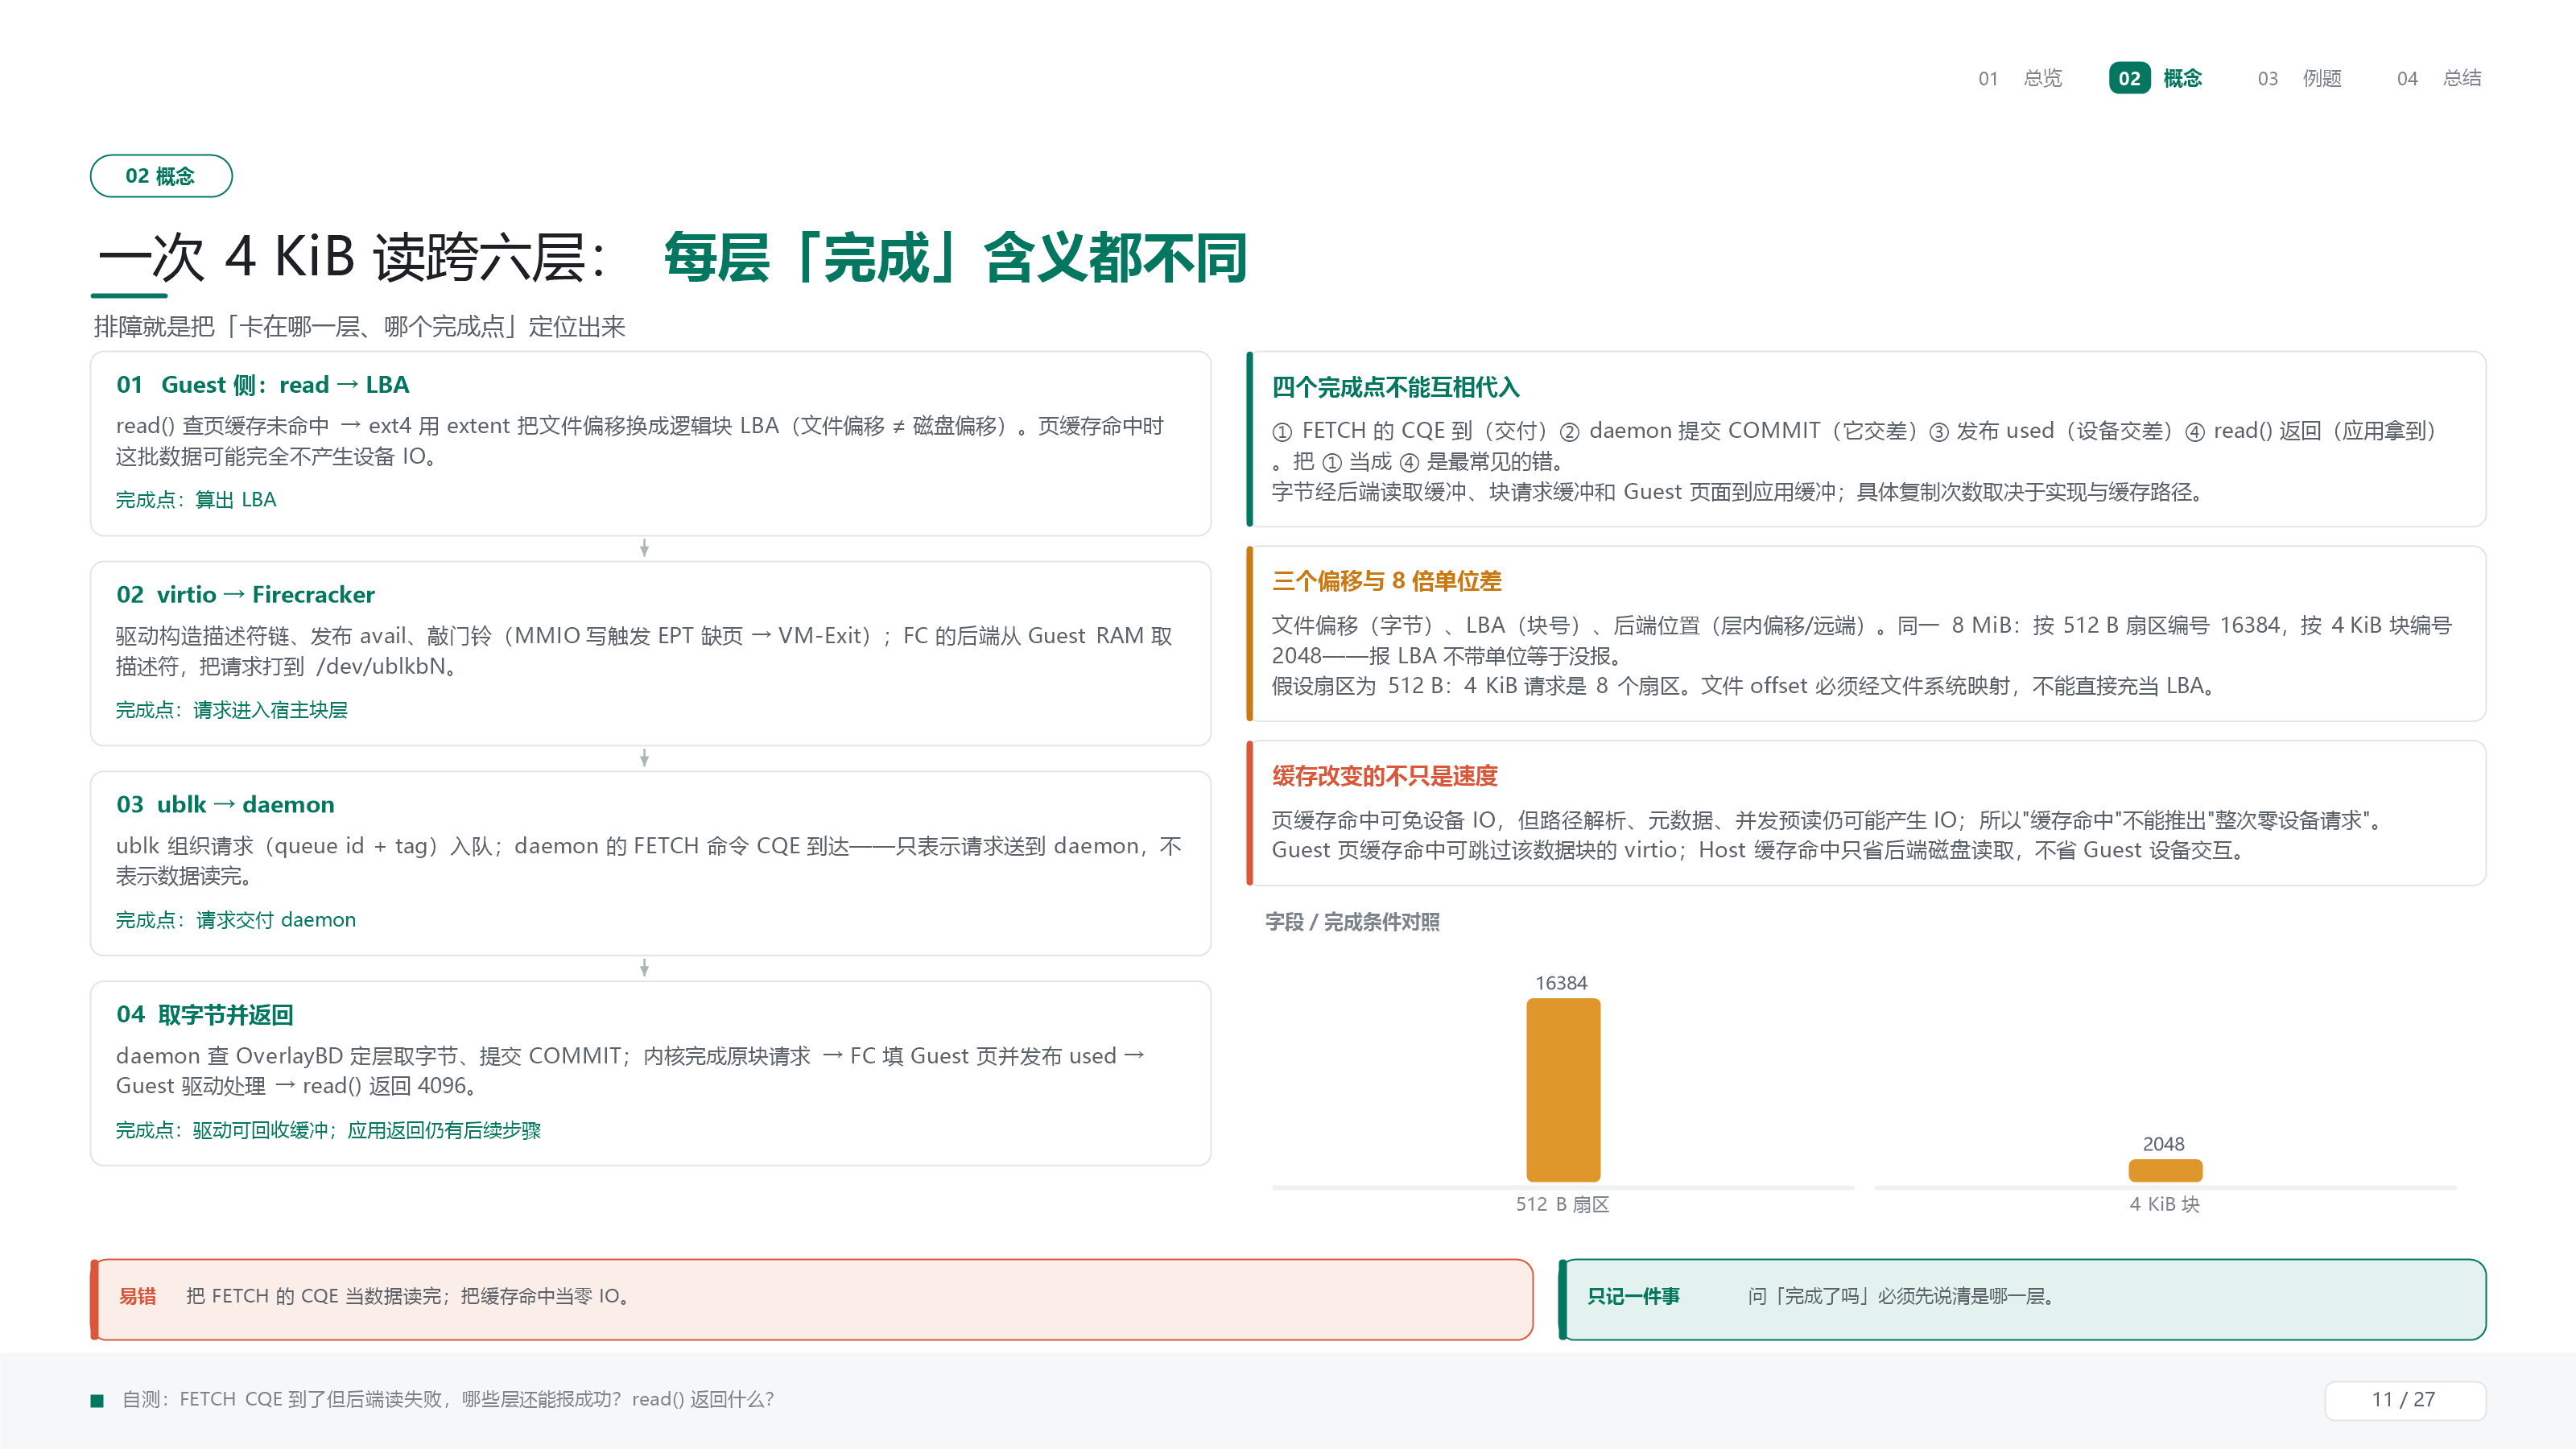 01 总览 02 概念 03 例题 04 总结
02 概念
一次 4 KiB 读跨六层： 每层「完成」含义都不同
排障就是把「卡在哪一层、哪个完成点」定位出来
01 Guest 侧：read → LBA
read() 查页缓存未命中 → ext4 用 extent 把文件偏移换成逻辑块 LBA（文件偏移 ≠ 磁盘偏移）。页缓存命中时
这批数据可能完全不产生设备 IO。
完成点：算出 LBA
02 virtio → Firecracker
驱动构造描述符链、发布 avail、敲门铃（MMIO 写触发 EPT 缺页 → VM-Exit）；FC 的后端从 Guest RAM 取
描述符，把请求打到 /dev/ublkbN。
完成点：请求进入宿主块层
03 ublk → daemon
ublk 组织请求（queue id + tag）入队；daemon 的 FETCH 命令 CQE 到达——只表示请求送到 daemon，不
表示数据读完。
完成点：请求交付 daemon
04 取字节并返回
daemon 查 OverlayBD 定层取字节、提交 COMMIT；内核完成原块请求 → FC 填 Guest 页并发布 used →
Guest 驱动处理 → read() 返回 4096。
完成点：驱动可回收缓冲；应用返回仍有后续步骤
四个完成点不能互相代入
① FETCH 的 CQE 到（交付）② daemon 提交 COMMIT（它交差）③ 发布 used（设备交差）④ read() 返回（应用拿到）
。把 ① 当成 ④ 是最常见的错。
字节经后端读取缓冲、块请求缓冲和 Guest 页面到应用缓冲；具体复制次数取决于实现与缓存路径。
三个偏移与 8 倍单位差
文件偏移（字节）、LBA（块号）、后端位置（层内偏移/远端）。同一 8 MiB：按 512 B 扇区编号 16384，按 4 KiB 块编号
2048——报 LBA 不带单位等于没报。
假设扇区为 512 B：4 KiB 请求是 8 个扇区。文件 offset 必须经文件系统映射，不能直接充当 LBA。
缓存改变的不只是速度
页缓存命中可免设备 IO，但路径解析、元数据、并发预读仍可能产生 IO；所以"缓存命中"不能推出"整次零设备请求"。
Guest 页缓存命中可跳过该数据块的 virtio；Host 缓存命中只省后端磁盘读取，不省 Guest 设备交互。
字段 / 完成条件对照
16384
2048
512 B 扇区
4 KiB 块
易错 把 FETCH 的 CQE 当数据读完；把缓存命中当零 IO。
只记一件事 问「完成了吗」必须先说清是哪一层。
自测：FETCH CQE 到了但后端读失败，哪些层还能报成功？read() 返回什么？
11 / 27